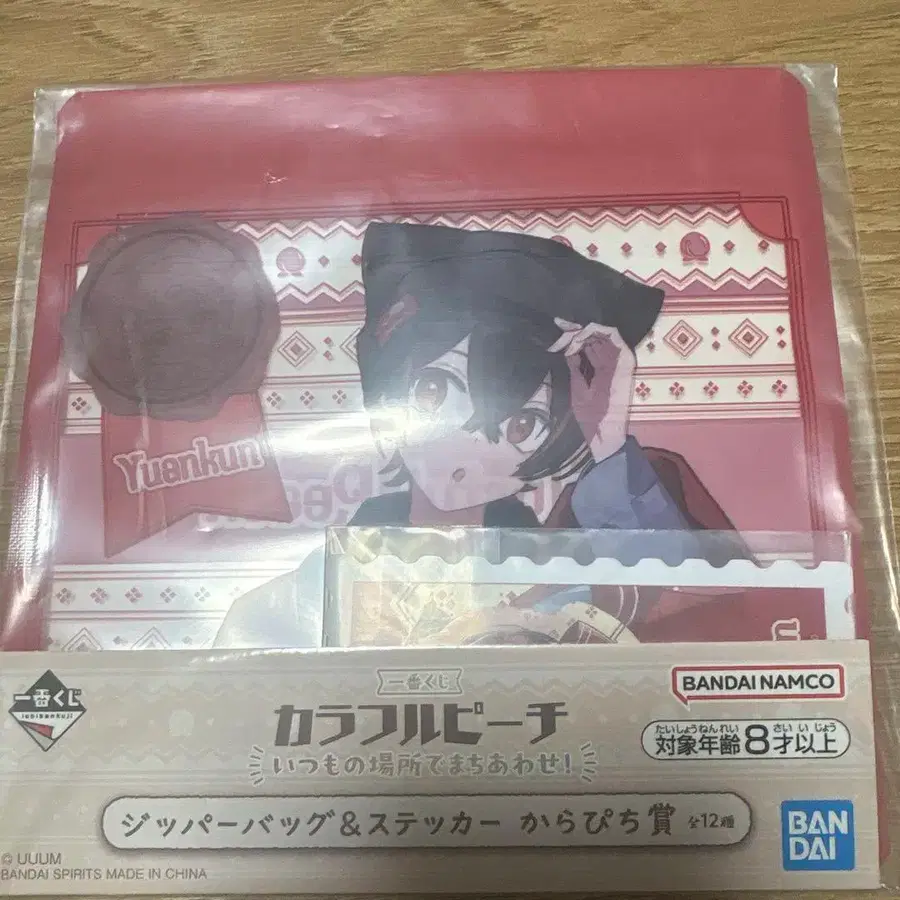 Yuankun
一番くじ
ichibankuji
一番くじ
カラフルピーチ
いつもの場所でまちあわせ!
BANDAI NAMCO
たいしょうねんれい さい い じょう
対象年齢 8才以上
ジッパーバッグ&ステッカー からぴち賞 全12種
BAN
DAI
© UUUM
BANDAI SPIRITS MADE IN CHINA